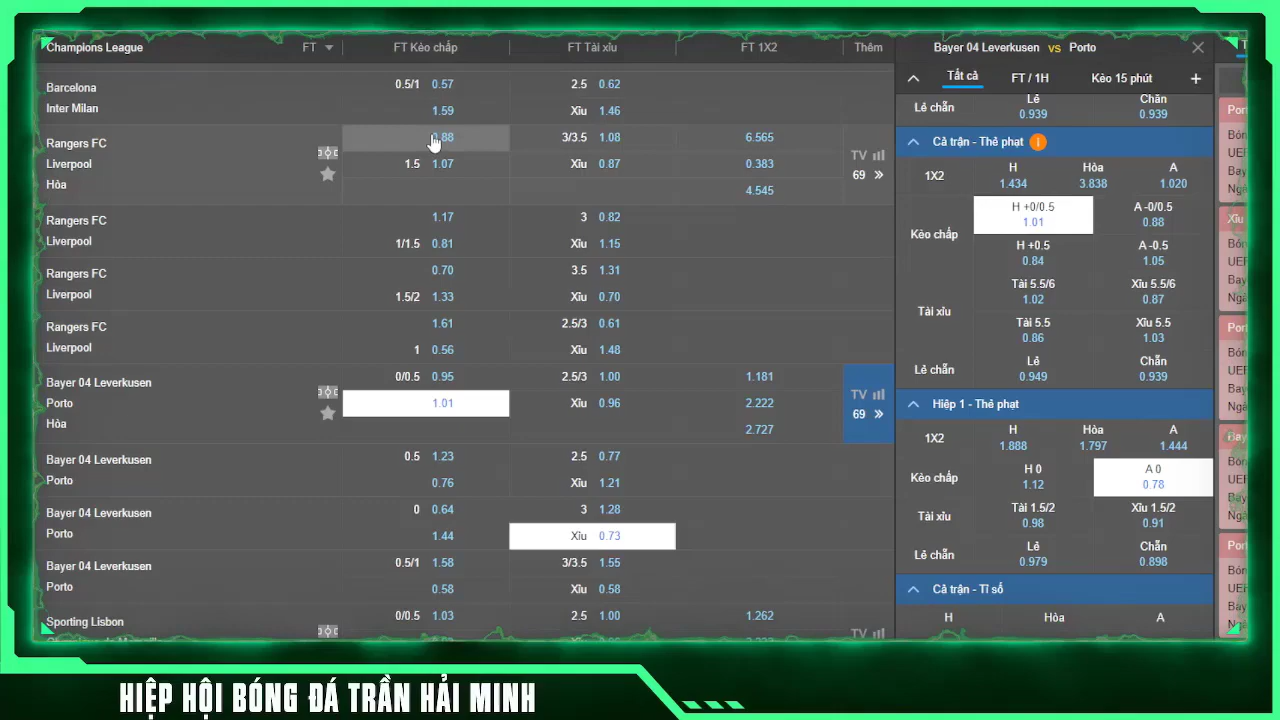 Champions League FT FT Kèo chấp FT Tài xỉu FT 1X2 Thêm
Barcelona 0.5/1 0.57 2.5 0.62
Inter Milan 1.59 Xỉu 1.46
Rangers FC 0.88 3/3.5 1.08 6.565
Liverpool 1.5 1.07 Xỉu 0.87 0.383
Hòa 4.545
TV
69 »
Rangers FC 1.17 3 0.82
Liverpool 1/1.5 0.81 Xỉu 1.15
Rangers FC 0.70 3.5 1.31
Liverpool 1.5/2 1.33 Xỉu 0.70
Rangers FC 1.61 2.5/3 0.61
Liverpool 1 0.56 Xỉu 1.48
Bayer 04 Leverkusen 0/0.5 0.95 2.5/3 1.00 1.181
Porto 1.01 Xỉu 0.96 2.222
Hòa 2.727
TV
69 »
Bayer 04 Leverkusen 0.5 1.23 2.5 0.77
Porto 0.76 Xỉu 1.21
Bayer 04 Leverkusen 0 0.64 3 1.28
Porto 1.44 Xỉu 0.73
Bayer 04 Leverkusen 0.5/1 1.58 3/3.5 1.55
Porto 0.58 Xỉu 0.58
Sporting Lisbon 0/0.5 1.03 2.5 1.00 1.262
TV
Bayer 04 Leverkusen vs Porto
Tất cả FT / 1H Kèo 15 phút +
Lẻ chẵn Lẻ Chẵn
0.939 0.939
Cả trận - Thẻ phạt
1X2 H Hòa A
1.434 3.838 1.020
Kèo chấp H +0/0.5 A -0/0.5
1.01 0.88
H +0.5 A -0.5
0.84 1.05
Tài xỉu Tài 5.5/6 Xỉu 5.5/6
1.02 0.87
Tài 5.5 Xỉu 5.5
0.86 1.03
Lẻ chẵn Lẻ Chẵn
0.949 0.939
Hiệp 1 - Thẻ phạt
1X2 H Hòa A
1.888 1.797 1.444
Kèo chấp H 0 A 0
1.12 0.78
Tài xỉu Tài 1.5/2 Xỉu 1.5/2
0.98 0.91
Lẻ chẵn Lẻ Chẵn
0.979 0.898
Cả trận - Tỉ số
H Hòa A
HIỆP HỘI BÓNG ĐÁ TRẦN HẢI MINH